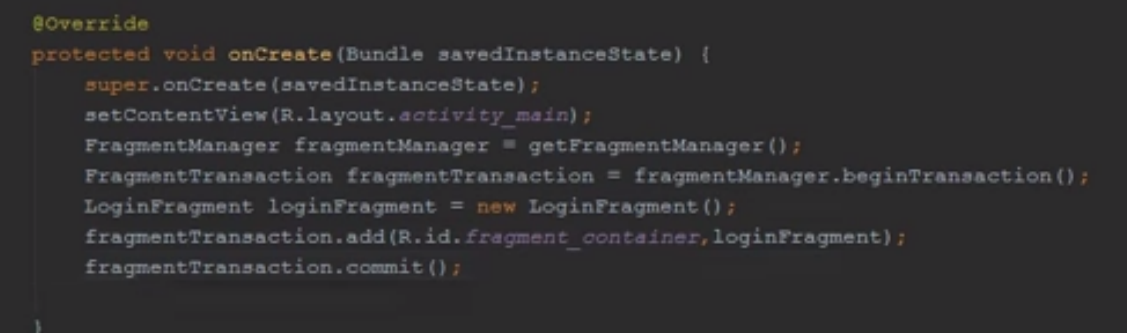 @Override
protected void onCreate(Bundle savedInstanceState) {
super.onCreate(savedInstanceState);
setContentView(R.layout.activity_main);
FragmentManager fragmentManager = getFragmentManager();
FragmentTransaction fragmentTransaction = fragmentManager.beginTransaction();
LoginFragment loginFragment = new LoginFragment();
fragmentTransaction.add(R.id.fragment_container,loginFragment);
fragmentTransaction.commit();
}